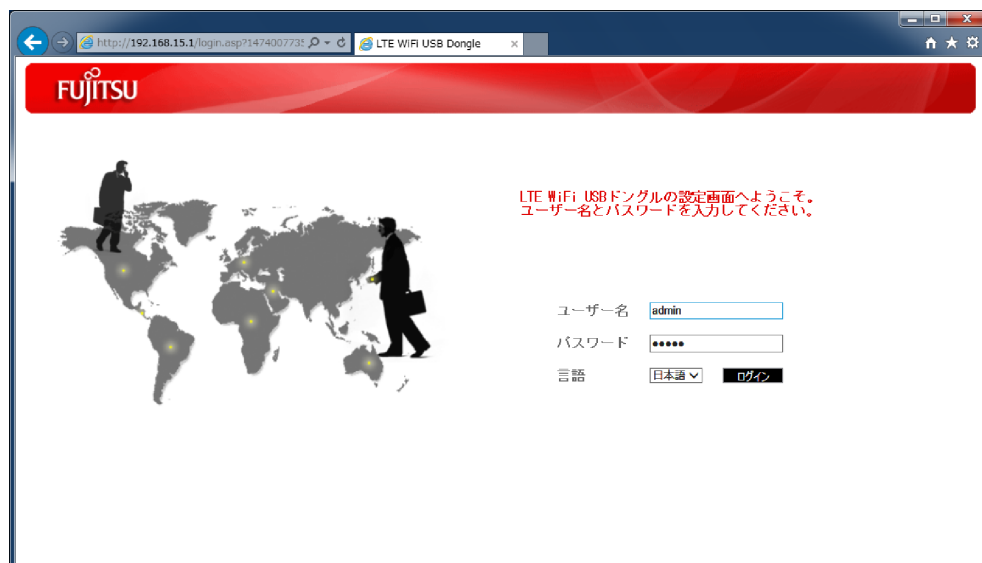 http://192.168.15.1/login.asp?1474007735
LTE WIFI USB Dongle
FUJITSU
LTE WiFi USBドングルの設定画面へようこそ。
ユーザー名とパスワードを入力してください。
ユーザー名 admin
パスワード
言語 日本語 ログイン